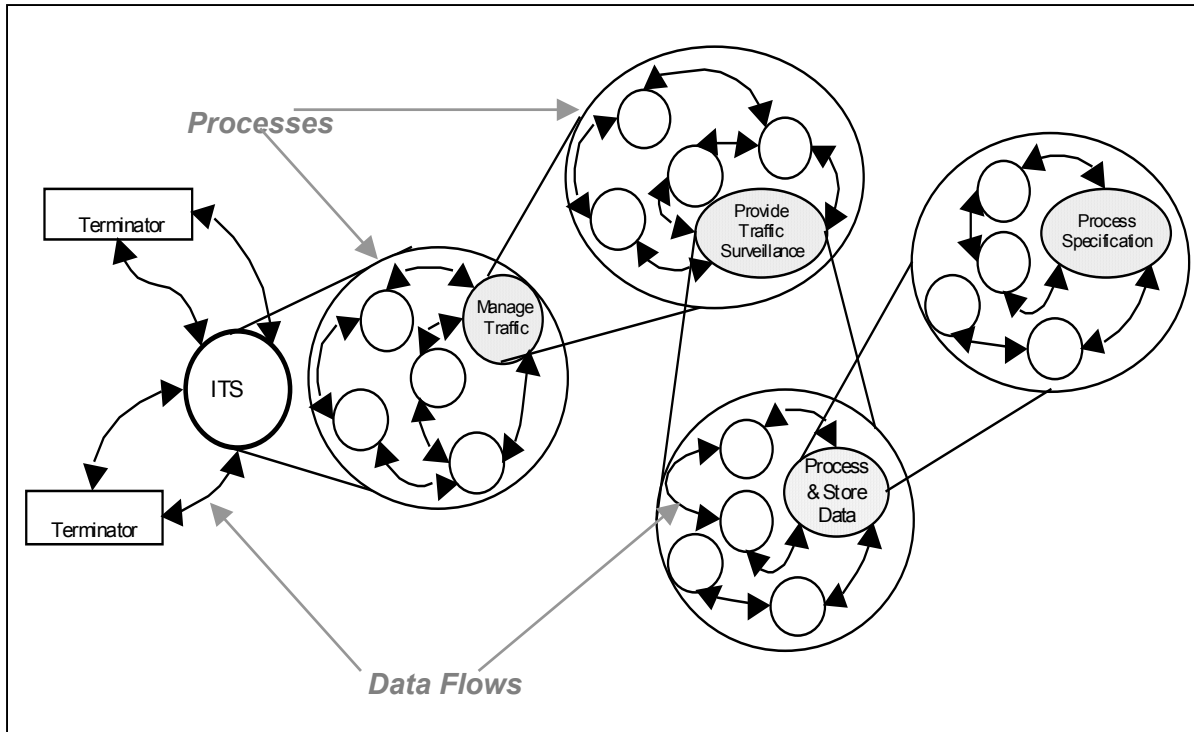 Processes
Terminator
ITS
Terminator
Manage
Traffic
Provide
Traffic
Surveillance
Process
Specification
Process
& Store
Data
Data Flows